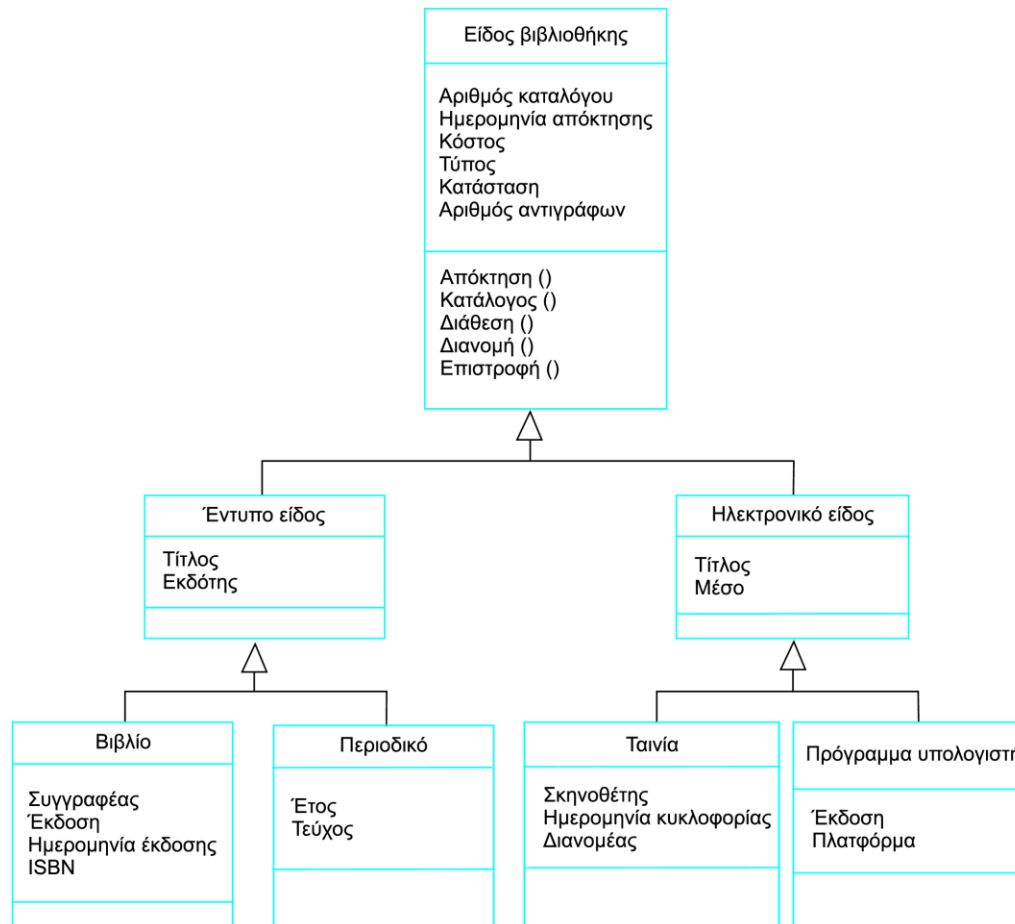 Είδος βιβλιοθήκης
Αριθμός καταλόγου
Ημερομηνία απόκτησης
Κόστος
Τύπος
Κατάσταση
Αριθμός αντιγράφων
Απόκτηση ()
Κατάλογος ()
Διάθεση ()
Διανομή ()
Επιστροφή ()
Έντυπο είδος
Τίτλος
Εκδότης
Ηλεκτρονικό είδος
Τίτλος
Μέσο
Βιβλίο
Συγγραφέας
Έκδοση
Ημερομηνία έκδοσης
ISBN
Περιοδικό
Έτος
Τεύχος
Ταινία
Σκηνοθέτης
Ημερομηνία κυκλοφορίας
Διανομέας
Πρόγραμμα υπολογιστή
Έκδοση
Πλατφόρμα